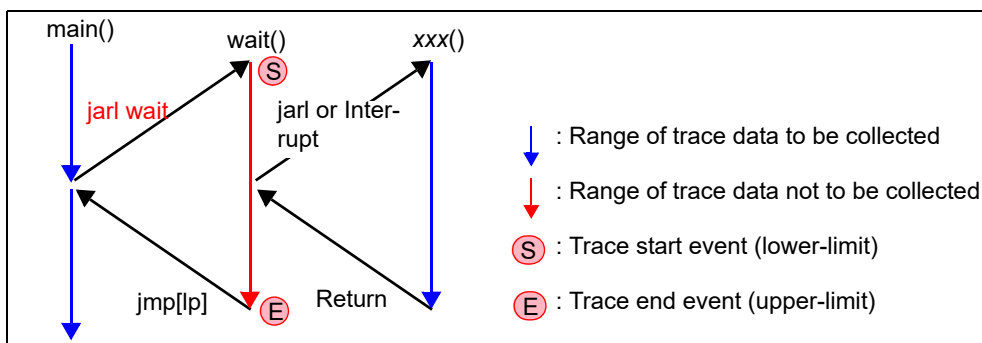 main()
wait()
xxx()
S
jarl wait
jarl or Inter-
rupt
jmp[lp]
E
Return
: Range of trace data to be collected
: Range of trace data not to be collected
S : Trace start event (lower-limit)
E : Trace end event (upper-limit)